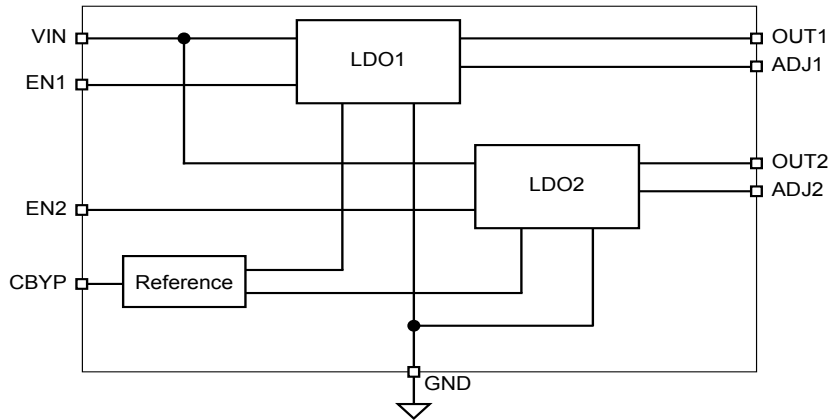 VIN
LDO1
OUT1
ADJ1
EN1
OUT2
LDO2
ADJ2
EN2
CBYP
Reference
GND